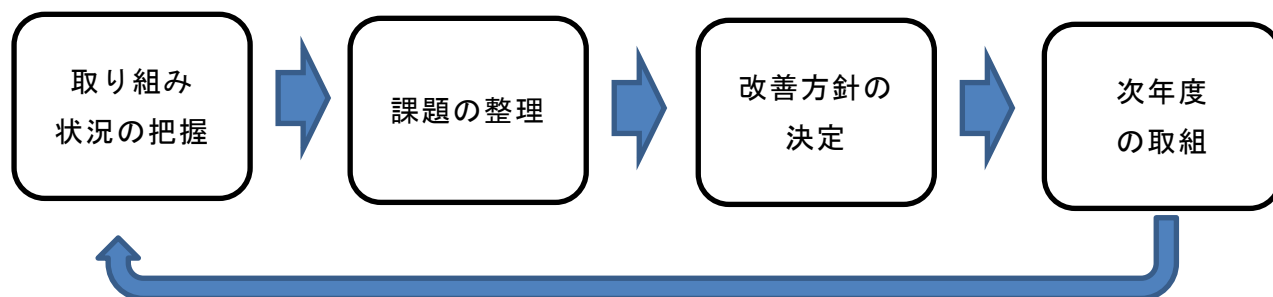 取り組み
状況の把握
課題の整理
改善方針の
決定
次年度
の取組